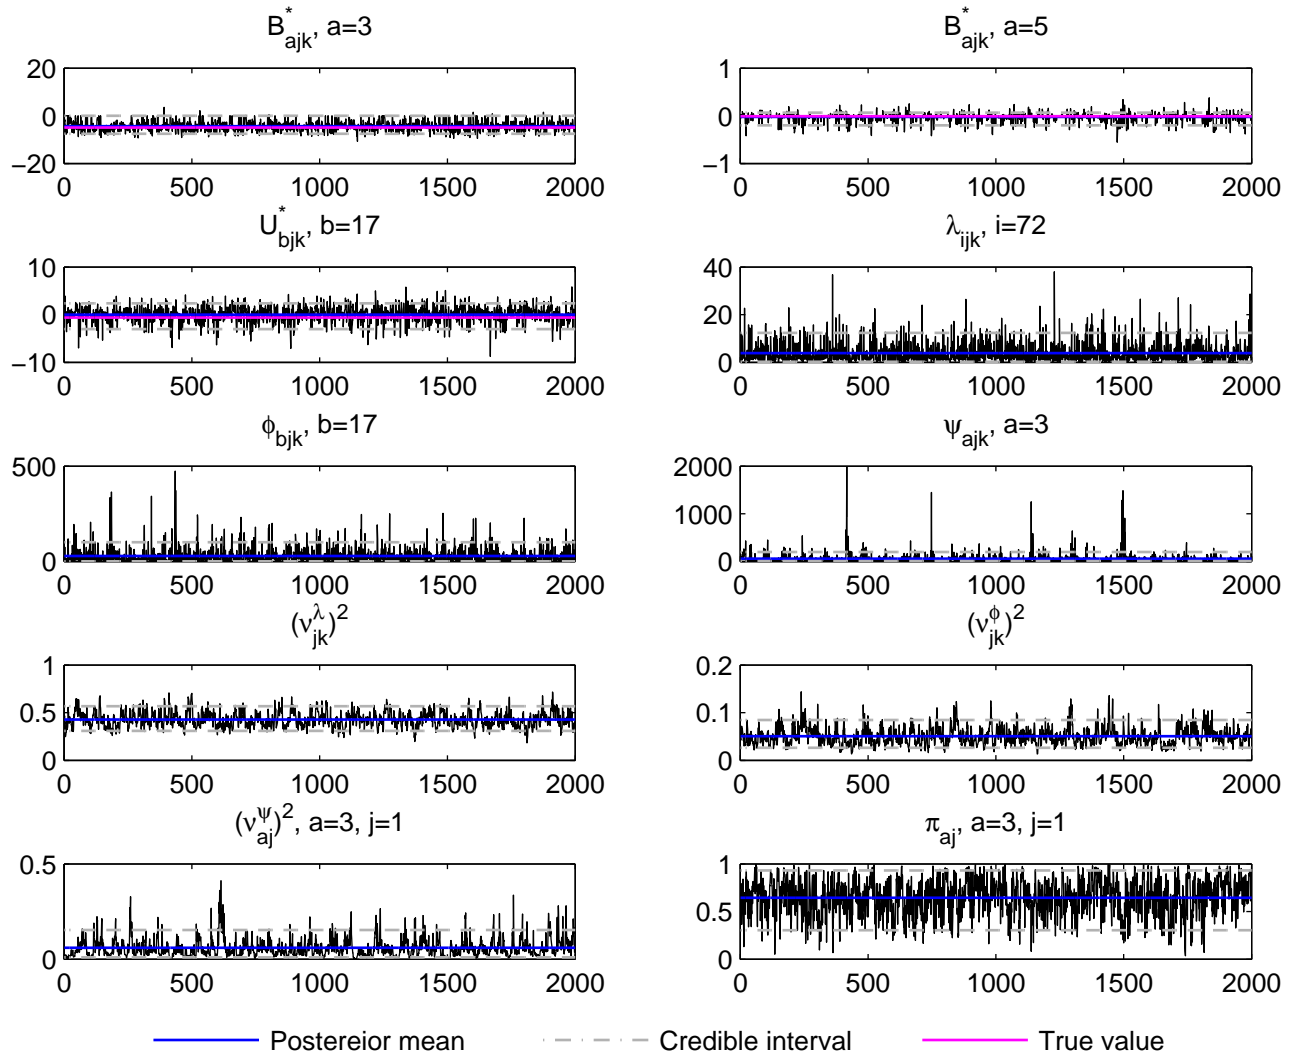 B*ajk, a=3
B*ajk, a=5
20
0
−20
0 500 1000 1500 2000
1
0
−1
0 500 1000 1500 2000
U*bjk, b=17
λijk, i=72
10
0
−10
0 500 1000 1500 2000
40
20
0
0 500 1000 1500 2000
ϕbjk, b=17
ψajk, a=3
500
0
0 500 1000 1500 2000
2000
1000
0
0 500 1000 1500 2000
(νλjk)2
(νϕjk)2
1
0.5
0
0 500 1000 1500 2000
0.2
0.1
0
0 500 1000 1500 2000
(νψaj)2, a=3, j=1
πaj, a=3, j=1
0.5
0
0 500 1000 1500 2000
1
0.5
0
0 500 1000 1500 2000
Postereior mean Credible interval True value